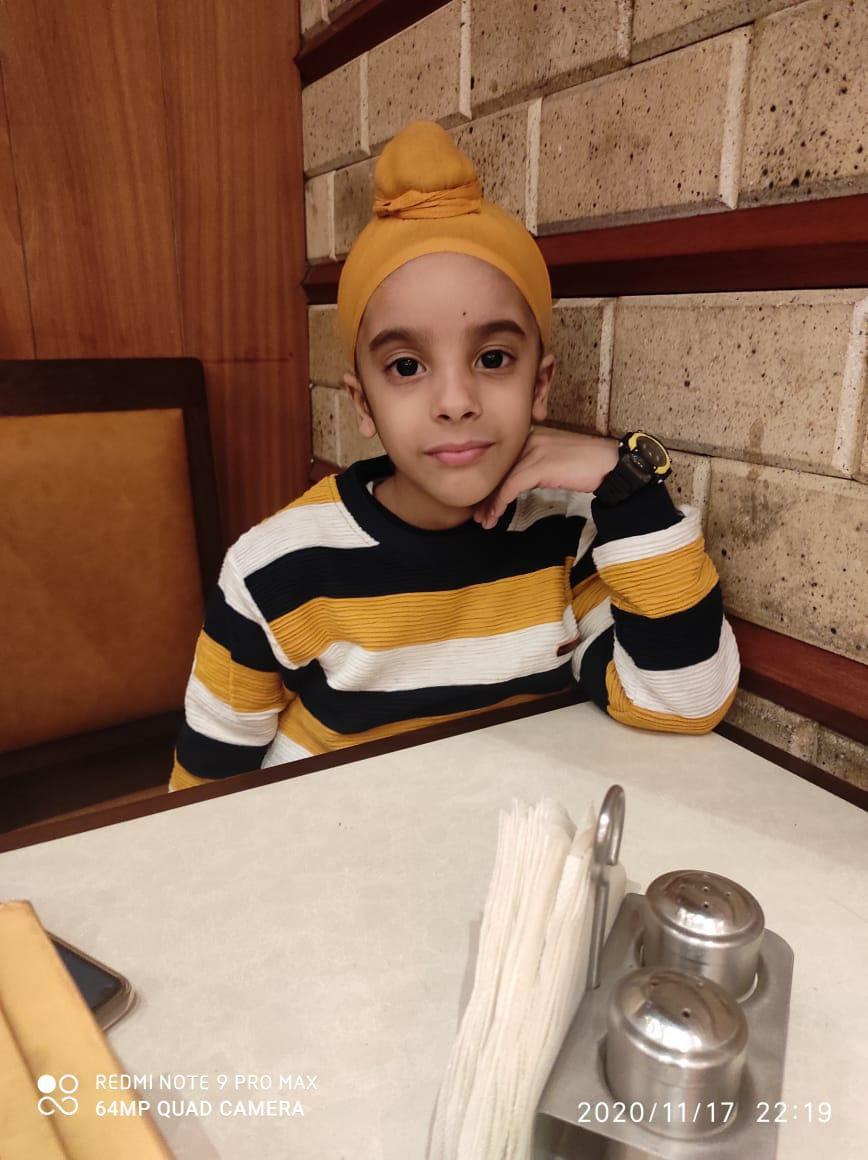 REDMI NOTE 9 PRO MAX
64MP QUAD CAMERA
2020/11/17 22:19